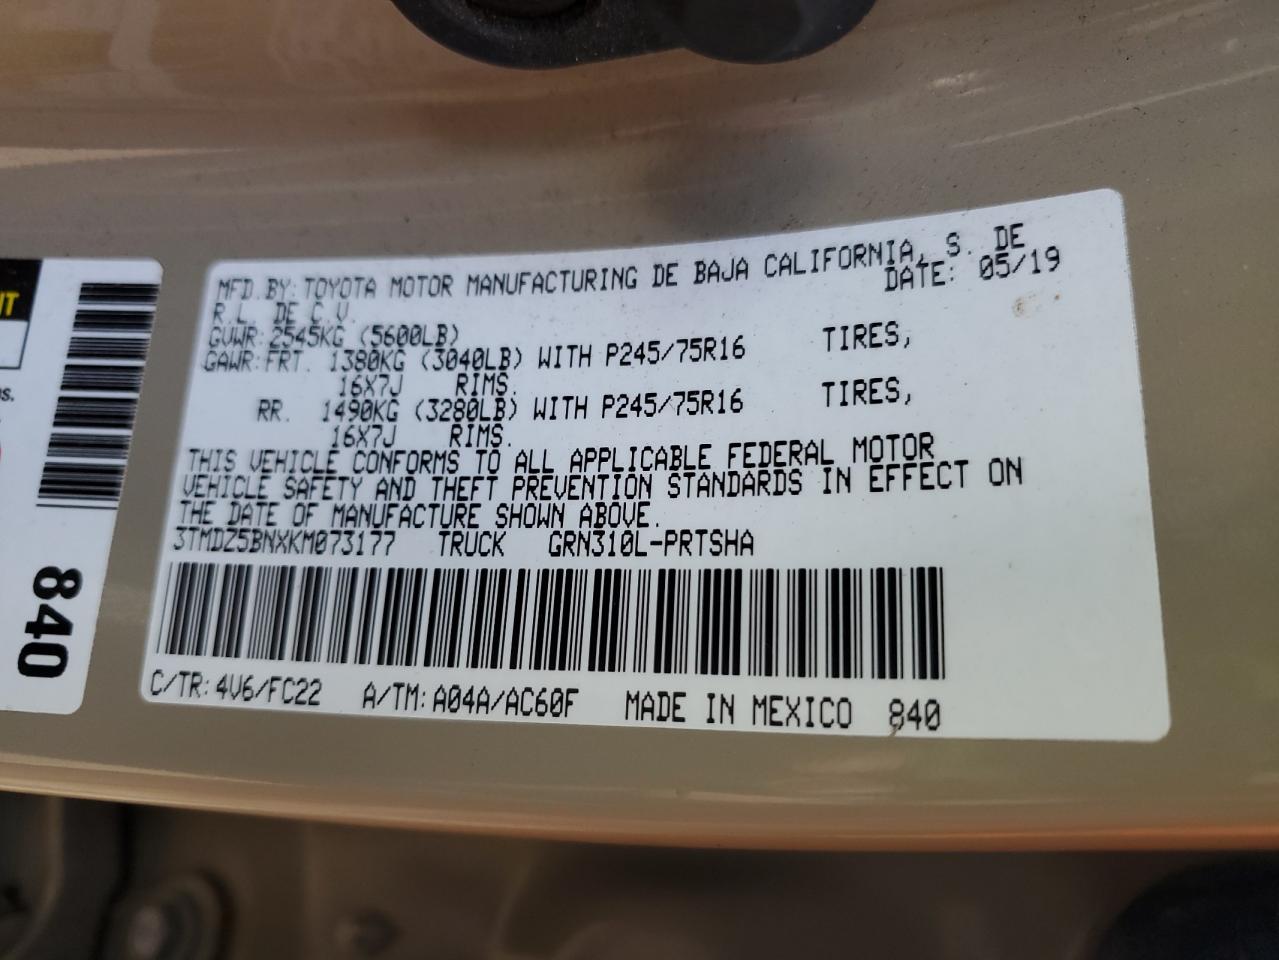 MFD. BY: TOYOTA MOTOR MANUFACTURING DE BAJA CALIFORNIA, S. DE
R.L. DE C.V. DATE: 05/19
GVWR: 2545KG (5600LB)
GAWR: FRT. 1380KG (3040LB) WITH P245/75R16 TIRES,
16X7J RIMS.
RR. 1490KG (3280LB) WITH P245/75R16 TIRES,
16X7J RIMS.
THIS VEHICLE CONFORMS TO ALL APPLICABLE FEDERAL MOTOR
VEHICLE SAFETY AND THEFT PREVENTION STANDARDS IN EFFECT ON
THE DATE OF MANUFACTURE SHOWN ABOVE.
3TMDZ5BNXKM073177 TRUCK GRN310L-PRTSHA
C/TR: 4V6/FC22 A/TM: A04A/AC60F MADE IN MEXICO 840
840